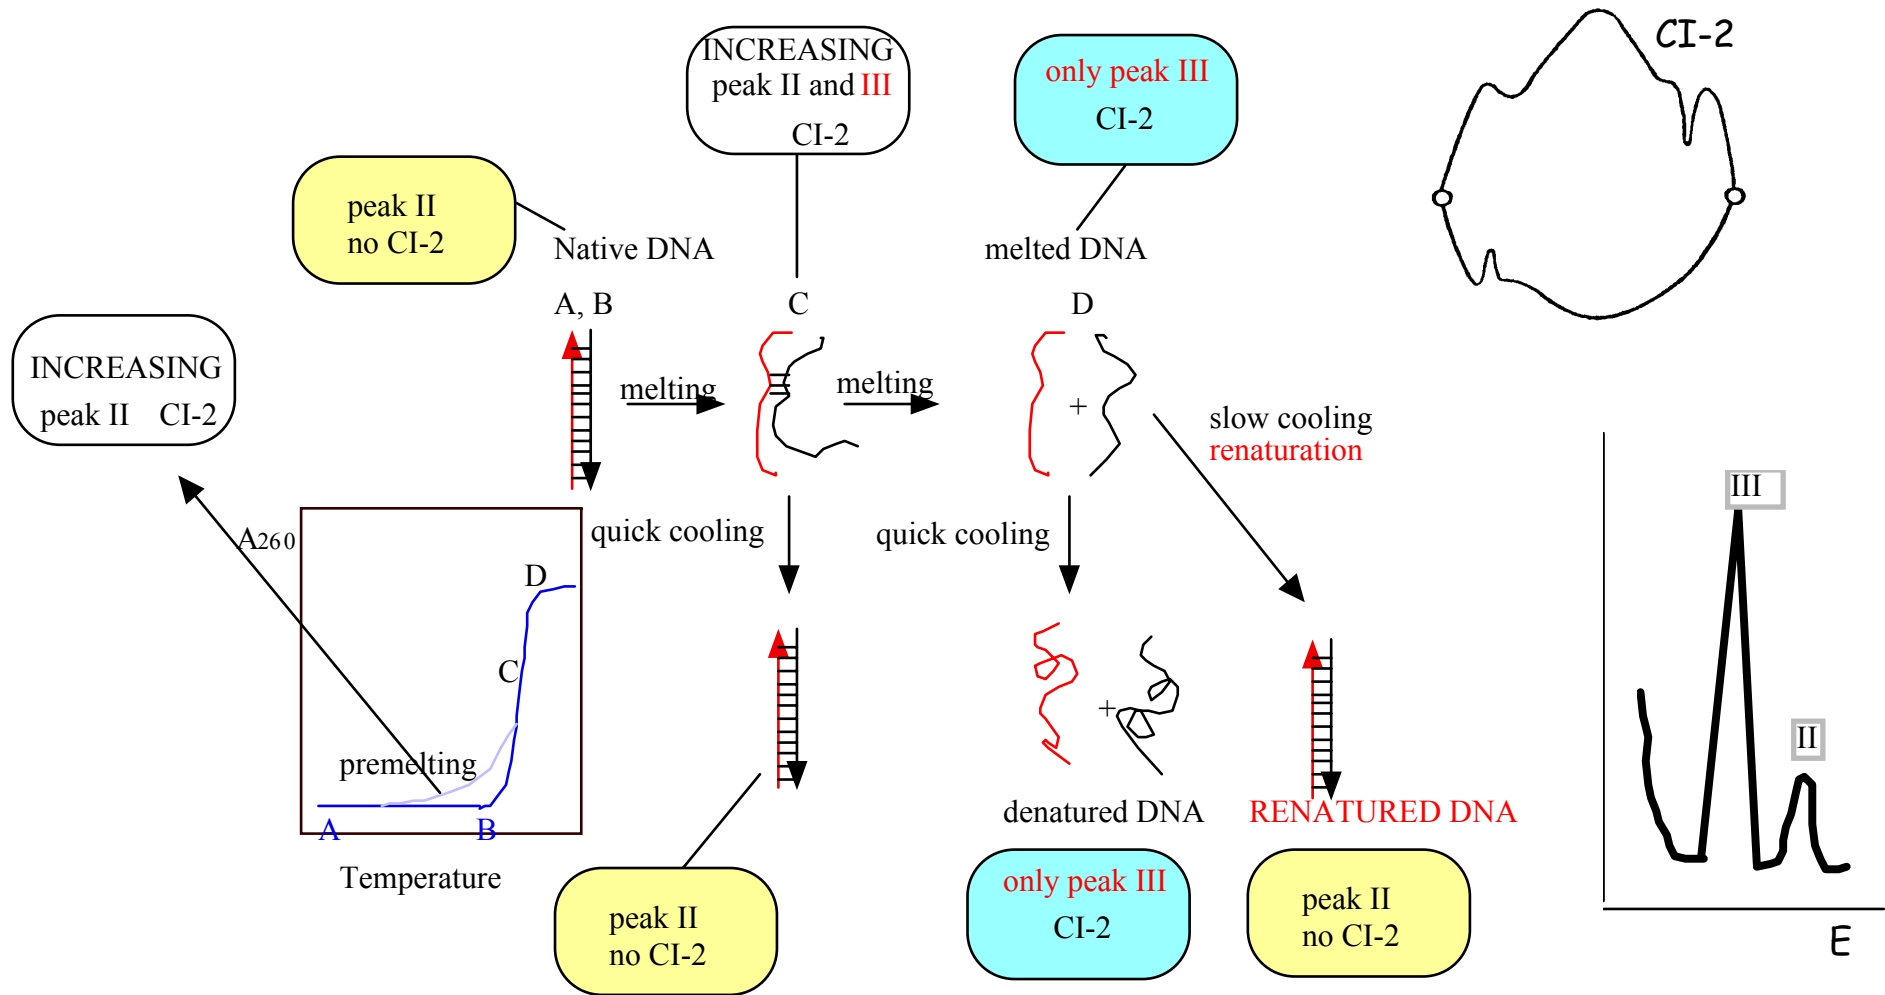 INCREASING
peak II and III
CI-2
only peak III
CI-2
CI-2
peak II
no CI-2
Native DNA
melted DNA
A, B
C
D
INCREASING
peak II CI-2
melting
melting
+
slow cooling
renaturation
III
quick cooling
quick cooling
A260
D
C
premelting
A
B
Temperature
+
II
denatured DNA
RENATURED DNA
peak II
no CI-2
only peak III
CI-2
peak II
no CI-2
E